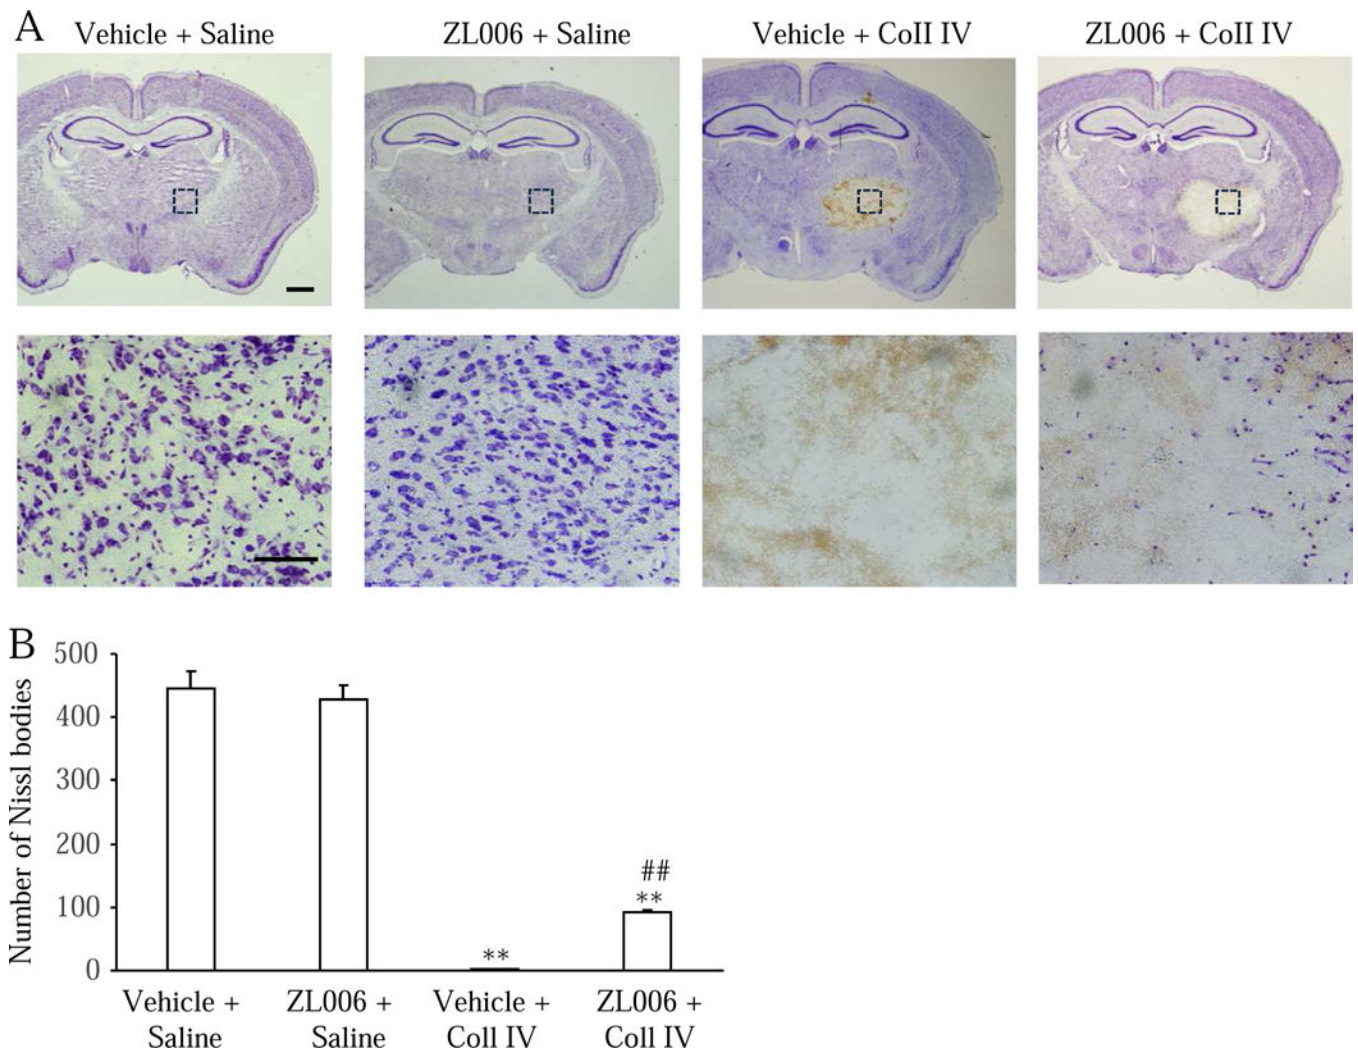 A
Vehicle + Saline
ZL006 + Saline
Vehicle + CoII IV
ZL006 + CoII IV
B
Number of Nissl bodies
500
400
300
200
100
0
**
##
**
Vehicle +
Saline
ZL006 +
Saline
Vehicle +
Coll IV
ZL006 +
Coll IV